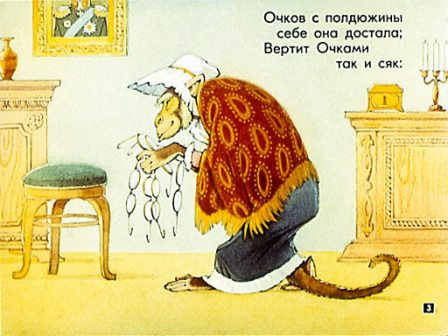 Очков с полдюжины
себе она достала;
Вертит Очками
так и сяк:
3